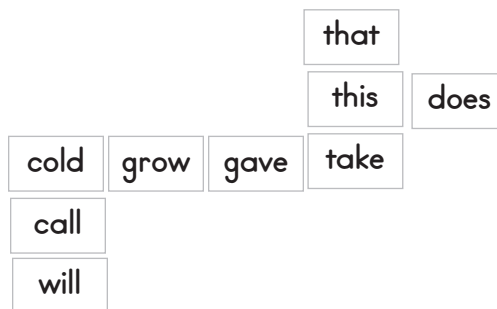 that
this does
cold grow gave take
call
will